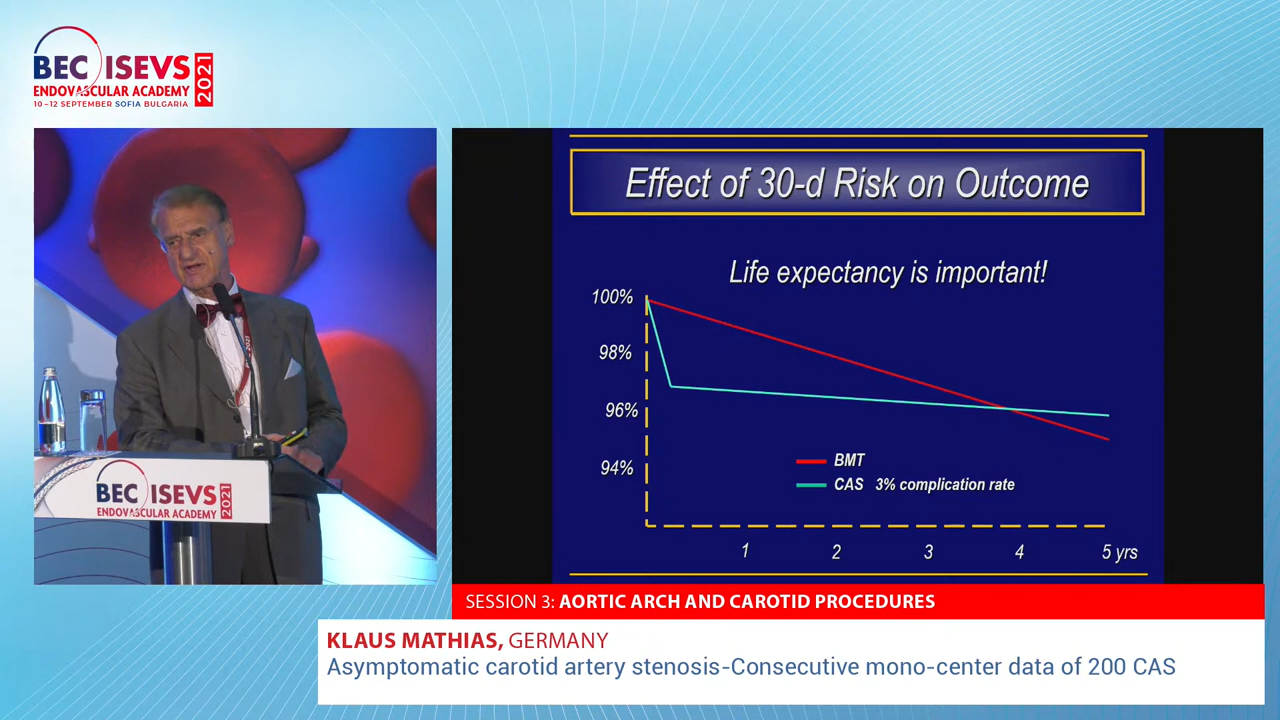 BEC ISEVS
ENDOVASCULAR ACADEMY
2021
10-12 SEPTEMBER SOFIA BULGARIA
Effect of 30-d Risk on Outcome
Life expectancy is important!
100%
98%
96%
94%
BMT
CAS 3% complication rate
1 2 3 4 5 yrs
2021
BEC ISEVS
ENDOVASCULAR ACADEMY
2021
SESSION 3: AORTIC ARCH AND CAROTID PROCEDURES
KLAUS MATHIAS, GERMANY
Asymptomatic carotid artery stenosis-Consecutive mono-center data of 200 CAS